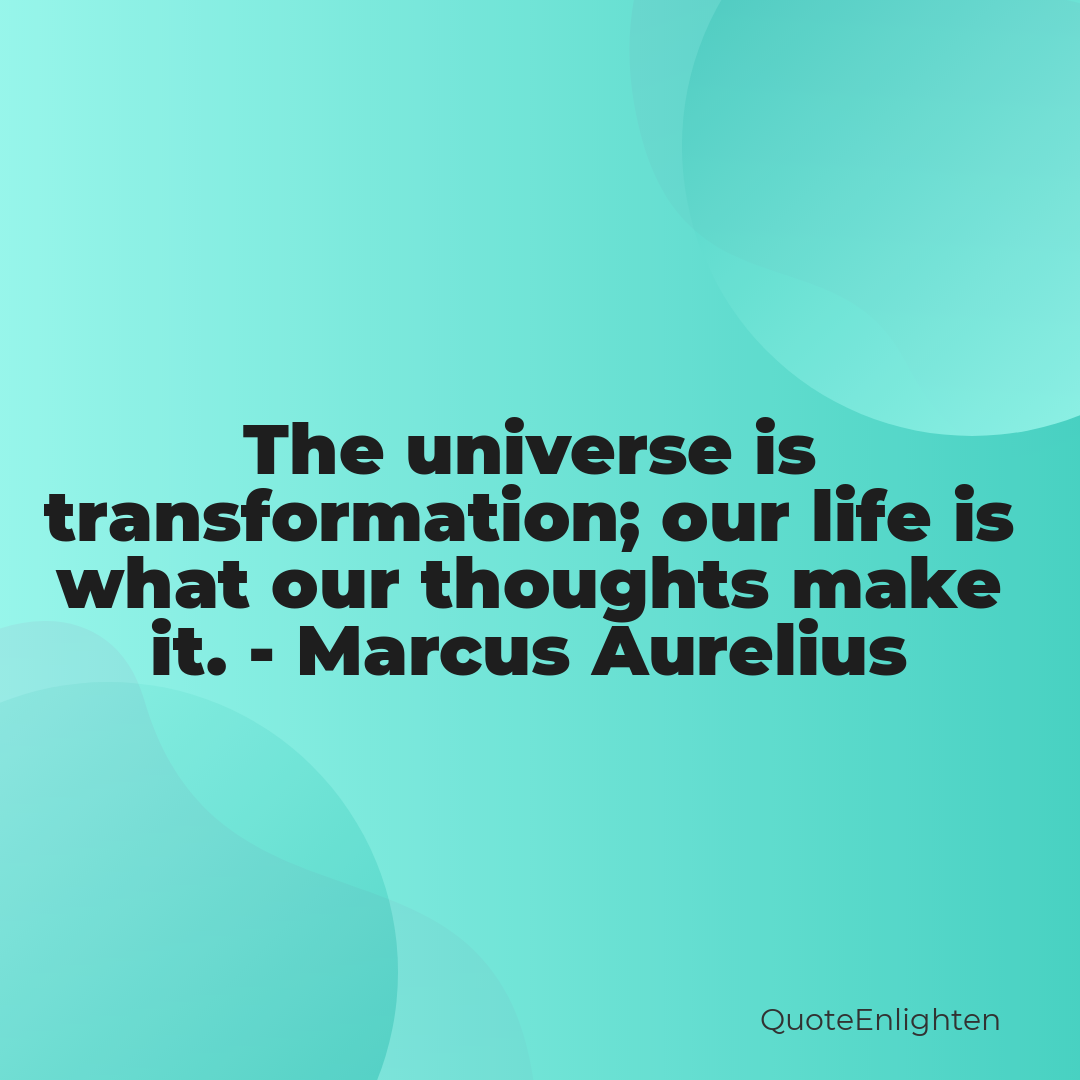 The universe is
transformation; our life is
what our thoughts make
it. - Marcus Aurelius
QuoteEnlighten